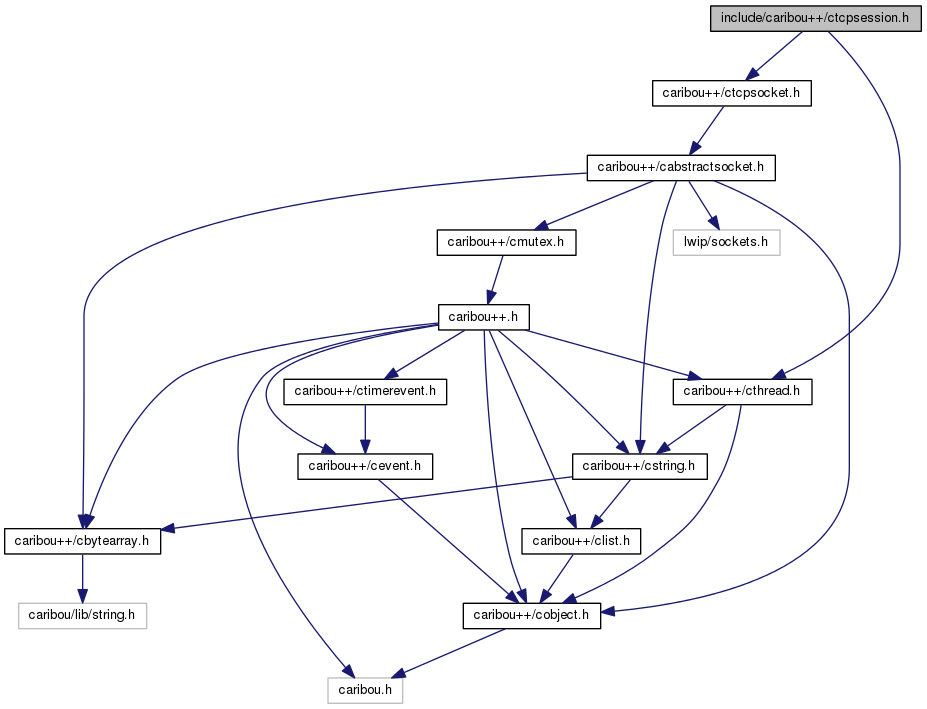 include/caribou++/ctcpsession.h
caribou++/ctcpsocket.h
caribou++/cabstractsocket.h
caribou++/cmutex.h
lwip/sockets.h
caribou++.h
caribou++/ctimerevent.h
caribou++/cthread.h
caribou++/cevent.h
caribou++/cstring.h
caribou++/cbytearray.h
caribou++/clist.h
caribou/lib/string.h
caribou++/cobject.h
caribou.h